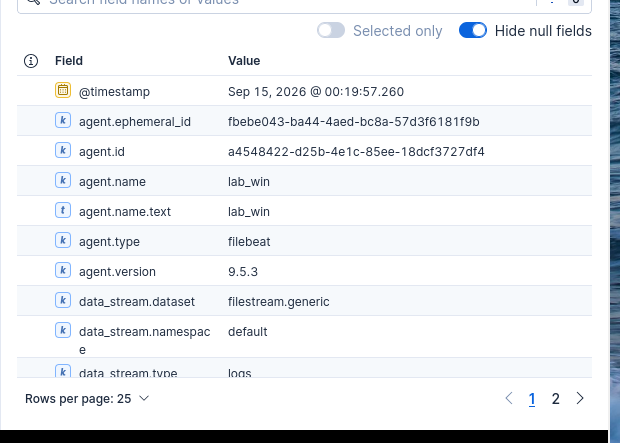 Search field names or values
Selected only
Hide null fields
Field Value
@timestamp Sep 15, 2026 @ 00:19:57.260
k agent.ephemeral_id fbebe043-ba44-4aed-bc8a-57d3f6181f9b
k agent.id a4548422-d25b-4e1c-85ee-18dcf3727df4
k agent.name lab_win
t agent.name.text lab_win
k agent.type filebeat
k agent.version 9.5.3
k data_stream.dataset filestream.generic
k data_stream.namespac default
e
k data_stream.type logs
Rows per page: 25
1 2